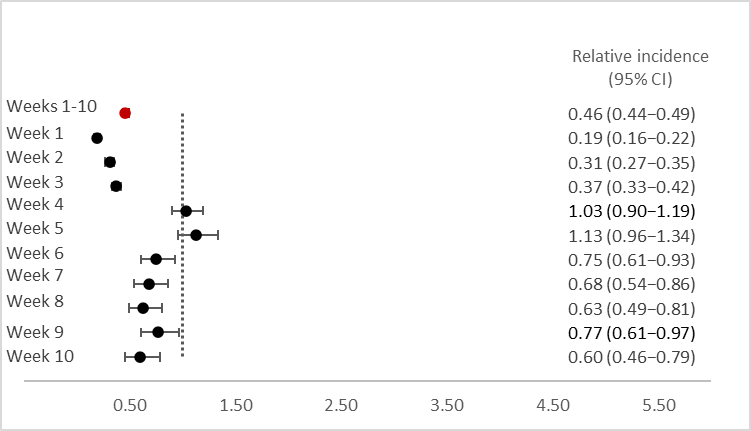 Relative incidence
(95% CI)
Weeks 1-10 0.46 (0.44–0.49)
Week 1 0.19 (0.16–0.22)
Week 2 0.31 (0.27–0.35)
Week 3 0.37 (0.33–0.42)
Week 4 1.03 (0.90–1.19)
Week 5 1.13 (0.96–1.34)
Week 6 0.75 (0.61–0.93)
Week 7 0.68 (0.54–0.86)
Week 8 0.63 (0.49–0.81)
Week 9 0.77 (0.61–0.97)
Week 10 0.60 (0.46–0.79)
0.50 1.50 2.50 3.50 4.50 5.50